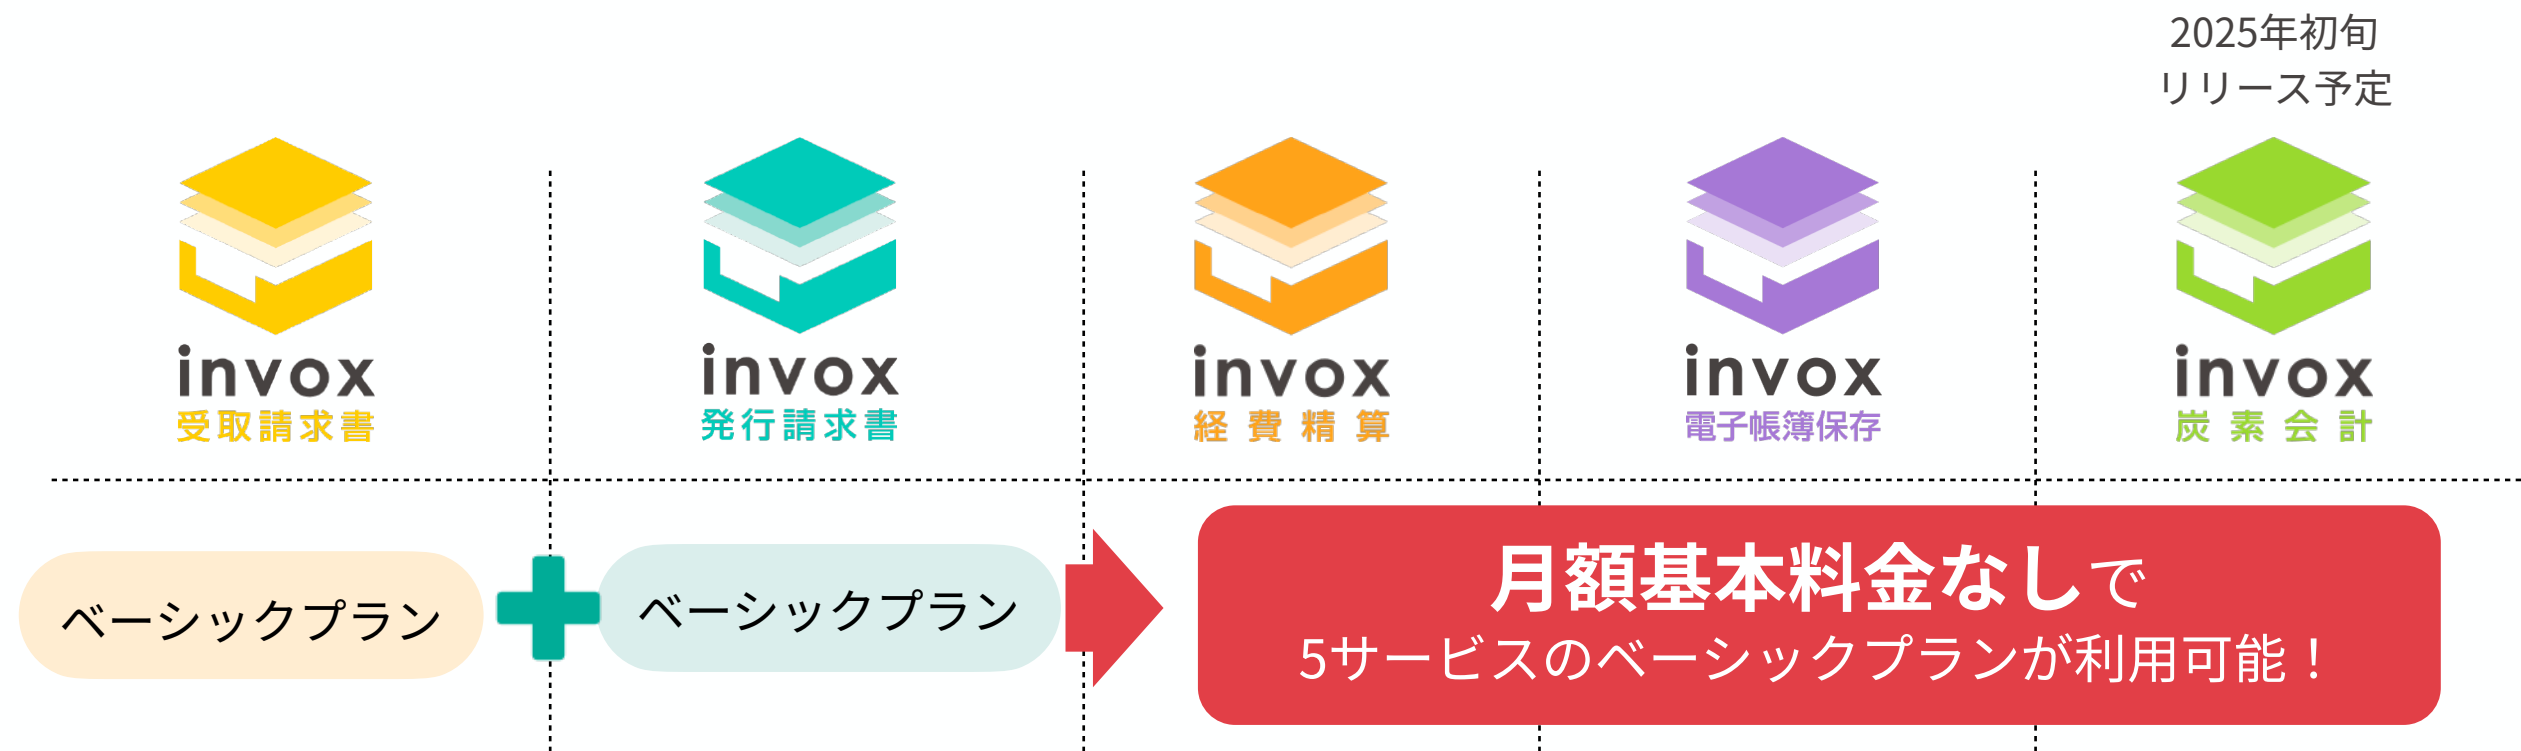 2025年初旬
リリース予定
invox
受取請求書
invox
発行請求書
invox
経費精算
invox
電子帳簿保存
invox
炭素会計
ベーシックプラン
ベーシックプラン
月額基本料金なしで
5サービスのベーシックプランが利用可能！